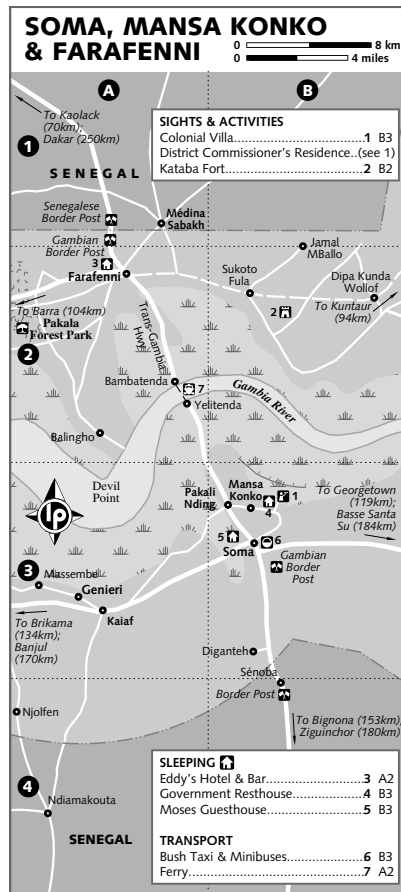 SOMA, MANSA KONKO
& FARAFENNI
0 8 km
0 4 miles
A
B
To Kaolack
(70km);
Dakar (250km)
1
SENEGAL
SIGHTS & ACTIVITIES
Colonial Villa 1 B3
District Commissioner's Residence..(see 1)
Kataba Fort 2 B2
Senegalese
Border Post
Médina
Sabakh
Gambian
Border Post
3
Farafenni
Jamal
MBallo
Sukoto
Fula
Dipa Kunda
Wollof
To Kuntaur
(94km)
To Barra (104km)
Pakala
Forest Park
2
2
Trans-Gambia
Hwy
Bambatenda
7
Yelitenda
Gambia River
Balingho
Devil
Point
lp
Pakali
Nding
Mansa
Konko
1
4
To Georgetown
(119km);
Basse Santa
Su (184km)
5
6
Soma
Gambian
Border
Post
3
Massembe
Genieri
Kaiaf
To Brikama
(134km);
Banjul
(170km)
Diganteh
Sénoba
Border Post
Njolfen
To Bignona (153km),
Ziguinchor (180km)
4
Ndiamakouta
SENEGAL
SLEEPING
Eddy's Hotel & Bar 3 A2
Government Resthouse 4 B3
Moses Guesthouse 5 B3
TRANSPORT
Bush Taxi & Minibuses 6 B3
Ferry 7 A2